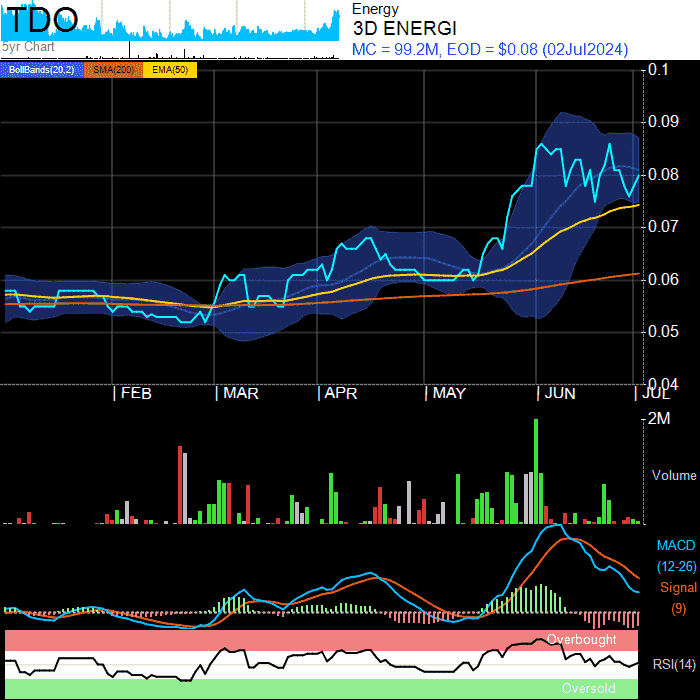 TDO
5yr Chart
Energy
3D ENERGI
MC = 99.2M, EOD = $0.08 (02Jul2024)
BollBands(20,2) SMA(200) EMA(50)
0.1
0.09
0.08
0.07
0.06
0.05
0.04
| FEB | MAR | APR | MAY | JUN | JUL
2M
Volume
MACD
(12-26)
Signal
(9)
Overbought
RSI(14)
Oversold